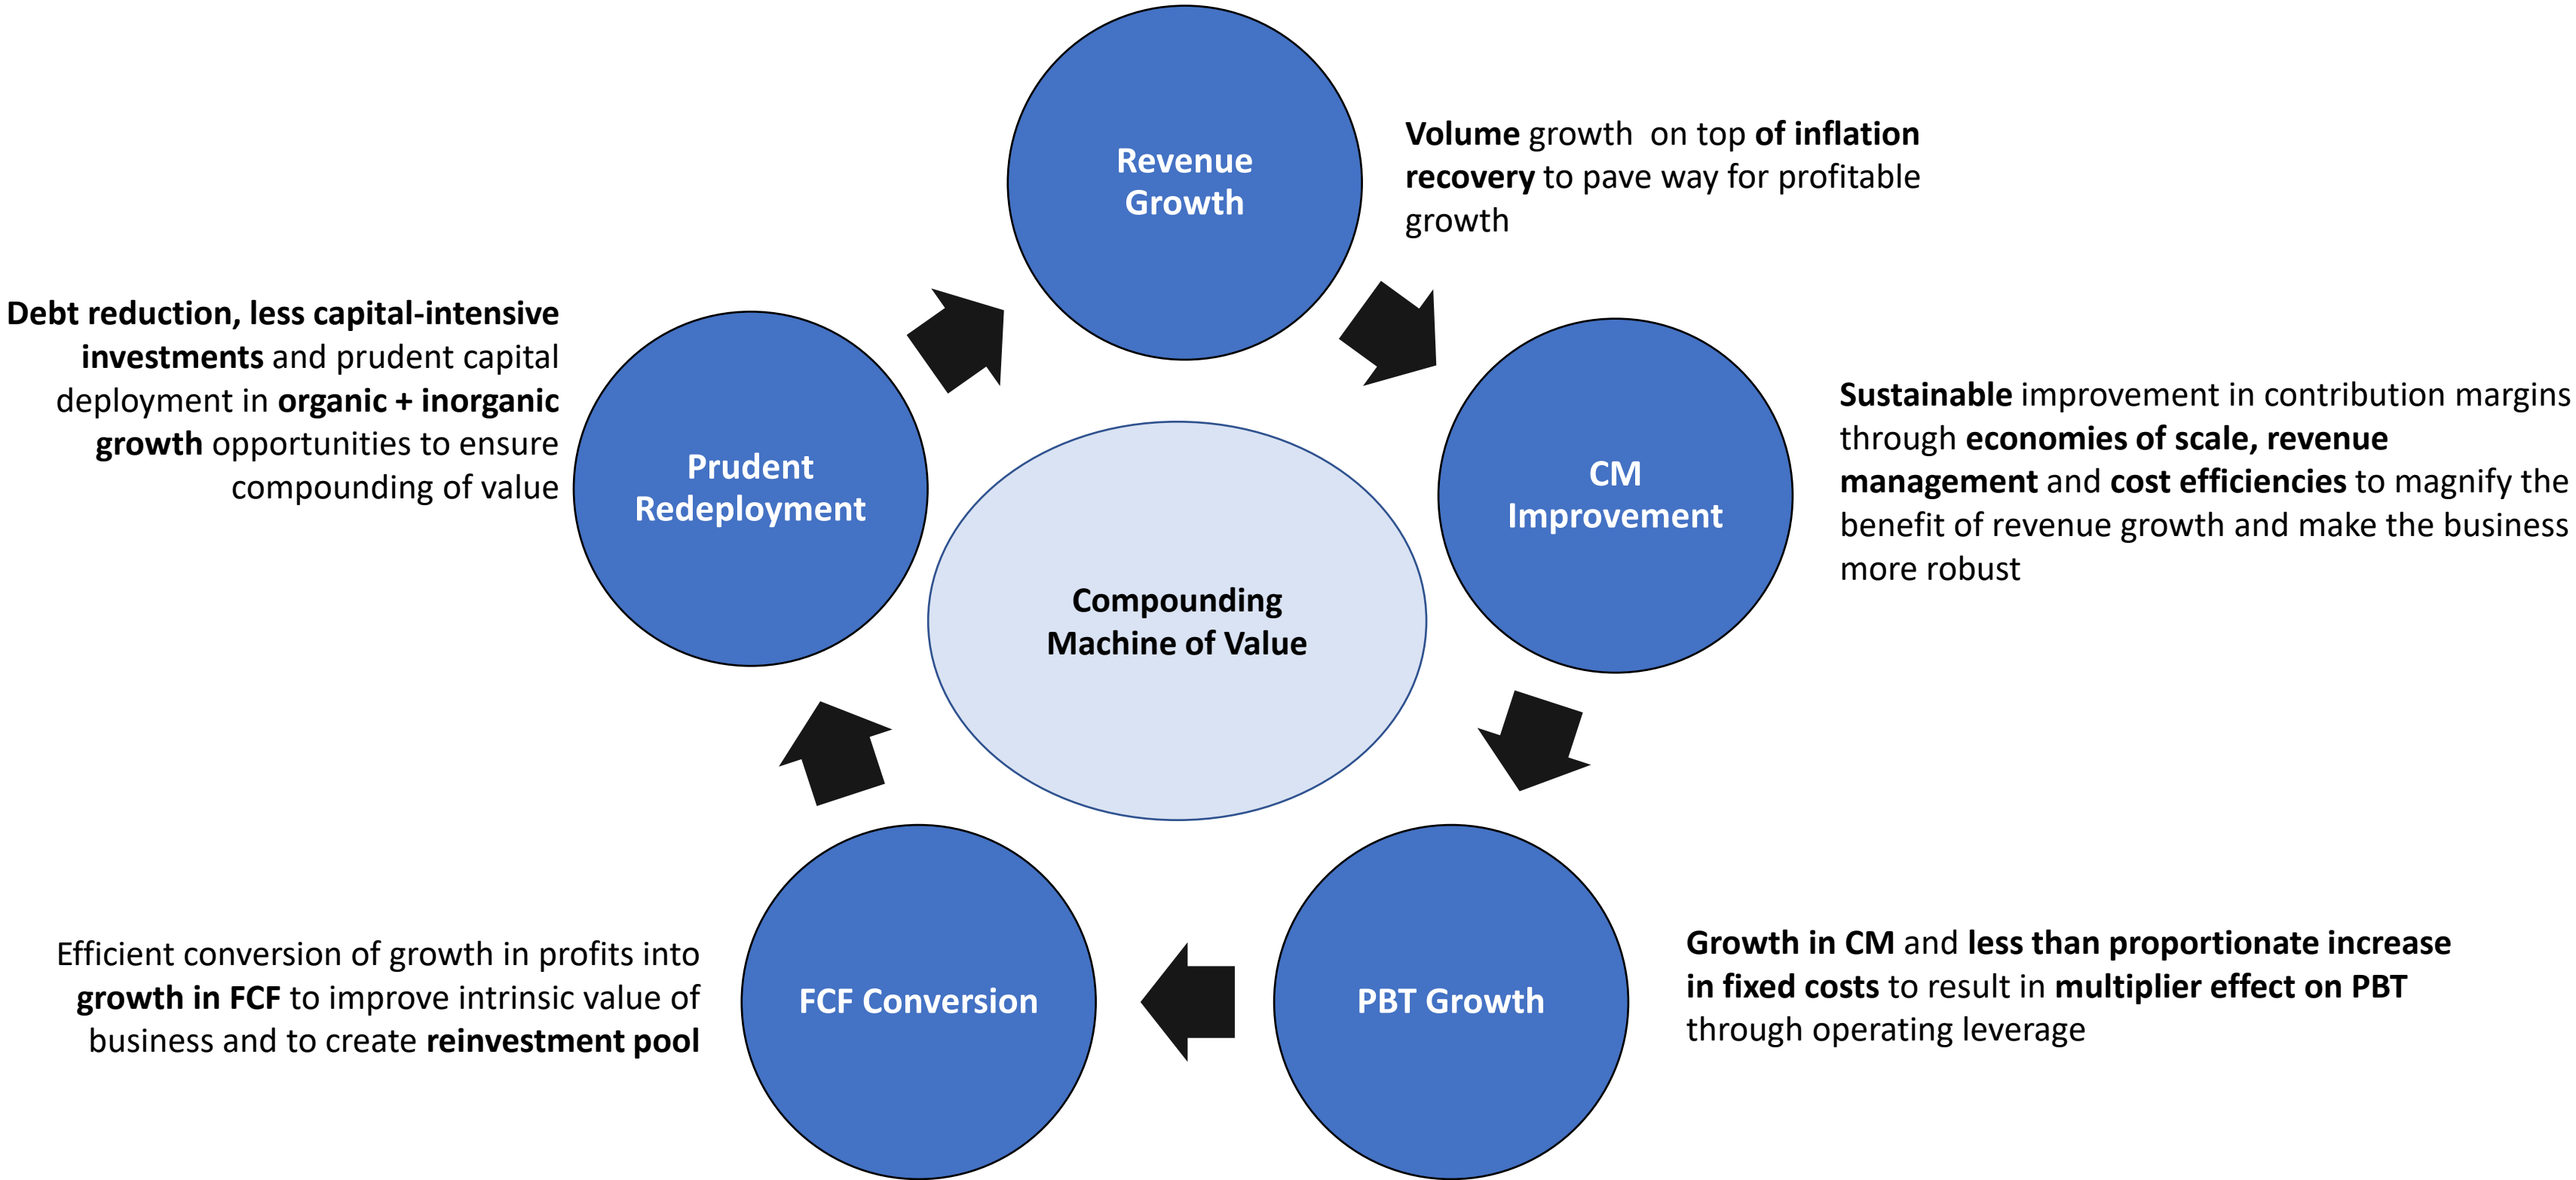 Revenue
Growth
Volume growth on top of inflation
recovery to pave way for profitable
growth
CM
Improvement
Sustainable improvement in contribution margins
through economies of scale, revenue
management and cost efficiencies to magnify the
benefit of revenue growth and make the business
more robust
PBT Growth
Growth in CM and less than proportionate increase
in fixed costs to result in multiplier effect on PBT
through operating leverage
FCF Conversion
Efficient conversion of growth in profits into
growth in FCF to improve intrinsic value of
business and to create reinvestment pool
Prudent
Redeployment
Debt reduction, less capital-intensive
investments and prudent capital
deployment in organic + inorganic
growth opportunities to ensure
compounding of value
Compounding
Machine of Value